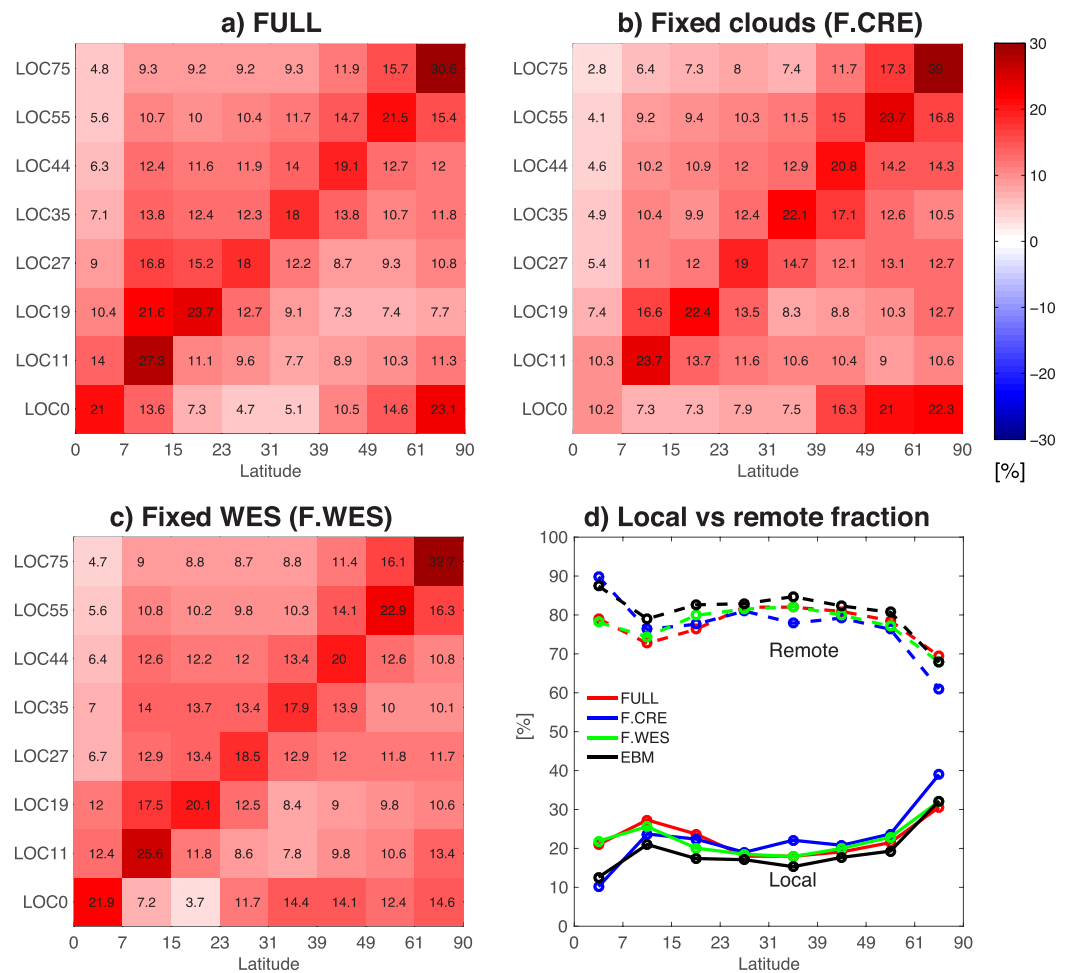 a) FULL
LOC75 4.8 9.3 9.2 9.2 9.3 11.9 15.7 30.6
LOC55 5.6 10.7 10 10.4 11.7 14.7 21.5 15.4
LOC44 6.3 12.4 11.6 11.9 14 19.1 12.7 12
LOC35 7.1 13.8 12.4 12.3 18 13.8 10.7 11.8
LOC27 9 16.8 15.2 18 12.2 8.7 9.3 10.8
LOC19 10.4 21.6 23.7 12.7 9.1 7.3 7.4 7.7
LOC11 14 27.3 11.1 9.6 7.7 8.9 10.3 11.3
LOC0 21 13.6 7.3 4.7 5.1 10.5 14.6 23.1
0 7 15 23 31 39 49 61 90
Latitude
b) Fixed clouds (F.CRE)
LOC75 2.8 6.4 7.3 8 7.4 11.7 17.3 39
LOC55 4.1 9.2 9.4 10.3 11.5 15 23.7 16.8
LOC44 4.6 10.2 10.9 12 12.9 20.8 14.2 14.3
LOC35 4.9 10.4 9.9 12.4 22.1 17.1 12.6 10.5
LOC27 5.4 11 12 19 14.7 12.1 13.1 12.7
LOC19 7.4 16.6 22.4 13.5 8.3 8.8 10.3 12.7
LOC11 10.3 23.7 13.7 11.6 10.6 10.4 9 10.6
LOC0 10.2 7.3 7.3 7.9 7.5 16.3 21 22.3
0 7 15 23 31 39 49 61 90
Latitude
30
20
10
0
−10
−20
−30
[%]
c) Fixed WES (F.WES)
LOC75 4.7 9 8.8 8.7 8.8 11.4 16.1 32.7
LOC55 5.6 10.8 10.2 9.8 10.3 14.1 22.9 16.3
LOC44 6.4 12.6 12.2 12 13.4 20 12.6 10.8
LOC35 7 14 13.7 13.4 17.9 13.9 10 10.1
LOC27 6.7 12.9 13.4 18.5 12.9 12 11.8 11.7
LOC19 12 17.5 20.1 12.5 8.4 9 9.8 10.6
LOC11 12.4 25.6 11.8 8.6 7.8 9.8 10.6 13.4
LOC0 21.9 7.2 3.7 11.7 14.4 14.1 12.4 14.6
0 7 15 23 31 39 49 61 90
Latitude
d) Local vs remote fraction
100
90
80
70
60
50
40
30
20
10
0
[%]
Remote
FULL
F.CRE
F.WES
EBM
Local
0 7 15 23 31 39 49 61 90
Latitude